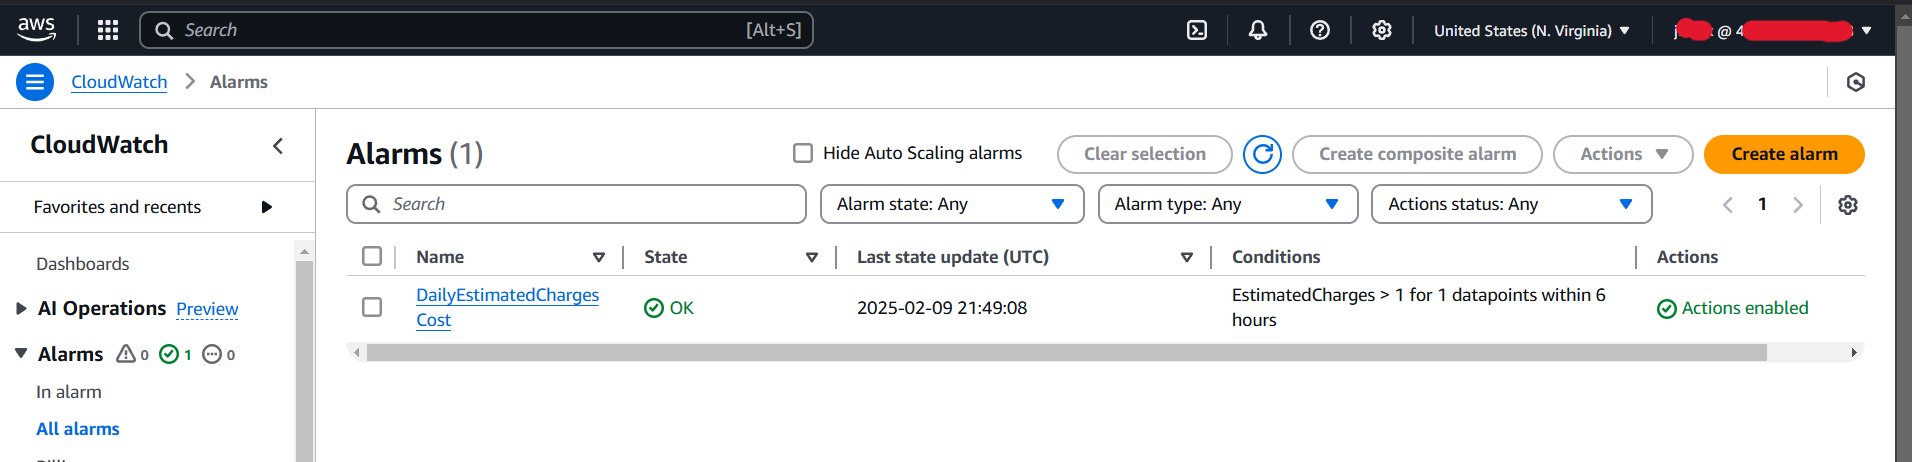 aws
Search [Alt+S]
United States (N. Virginia)
@ 4
CloudWatch > Alarms
CloudWatch
Favorites and recents
Dashboards
AI Operations Preview
Alarms 0 1 0
In alarm
All alarms
Alarms (1)
Hide Auto Scaling alarms
Clear selection
Create composite alarm
Actions
Create alarm
Search
Alarm state: Any
Alarm type: Any
Actions status: Any
1
Name State Last state update (UTC) Conditions Actions
DailyEstimatedCharges
Cost
OK
2025-02-09 21:49:08
EstimatedCharges > 1 for 1 datapoints within 6
hours
Actions enabled